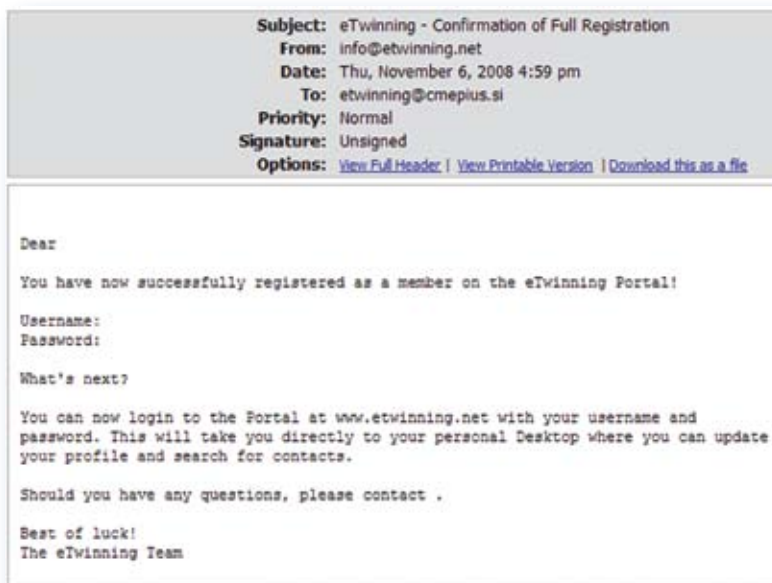 Subject: eTwinning - Confirmation of Full Registration
From: info@etwinning.net
Date: Thu, November 6, 2008 4:59 pm
To: etwinning@cmepius.si
Priority: Normal
Signature: Unsigned
Options: View Full Header | View Printable Version | Download this as a file
Dear
You have now successfully registered as a member on the eTwinning Portal!
Username:
Password:
What's next?
You can now login to the Portal at www.etwinning.net with your username and
password. This will take you directly to your personal Desktop where you can update
your profile and search for contacts.
Should you have any questions, please contact .
Best of luck!
The eTwinning Team